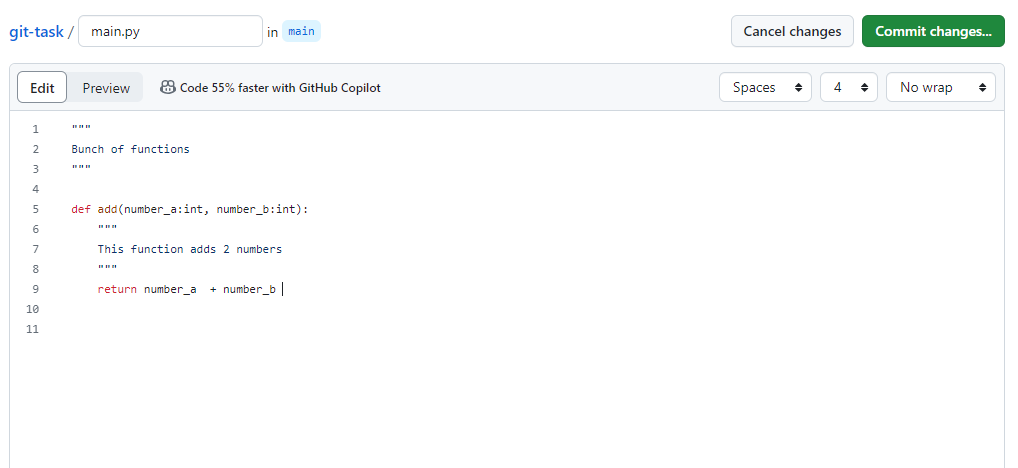 git-task / main.py in main Cancel changes Commit changes...
Edit Preview Code 55% faster with GitHub Copilot Spaces 4 No wrap
1 """
2 Bunch of functions
3 """
4
5 def add(number_a:int, number_b:int):
6     """
7     This function adds 2 numbers
8     """
9     return number_a  + number_b
10
11